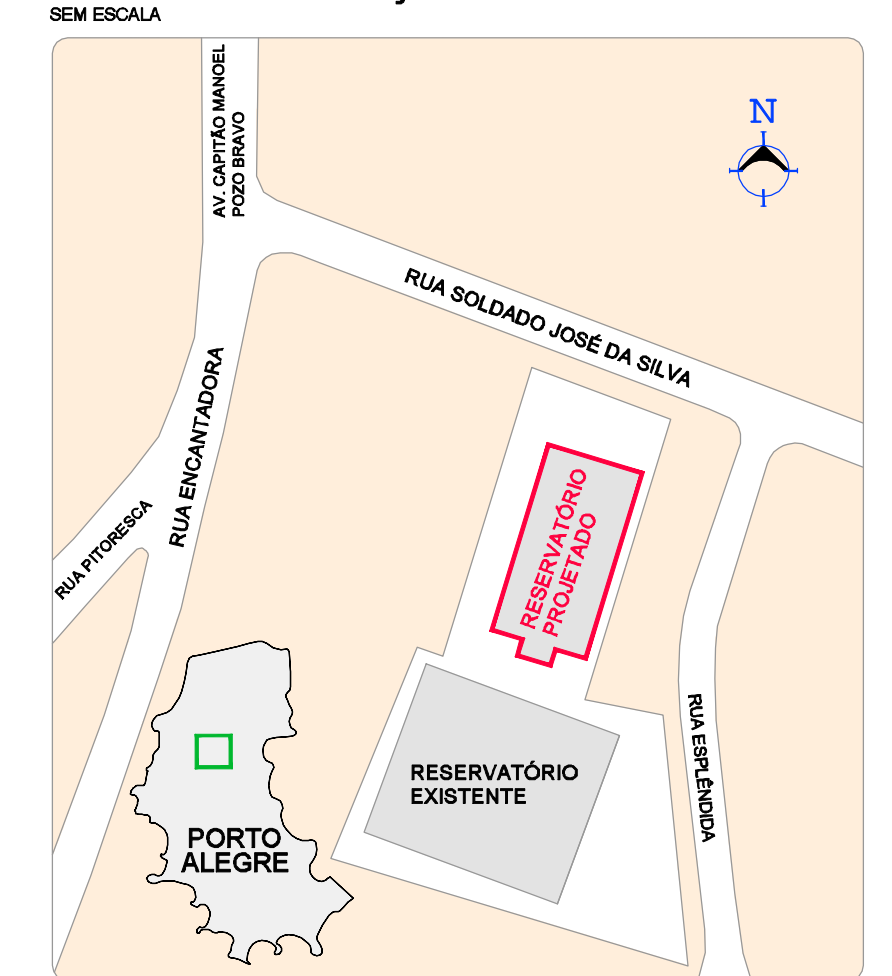 SEM ESCALA
AV. CAPITÃO MANOEL
POZO BRAVO
N
RUA SOLDADO JOSÉ DA SILVA
RUA ENCANTADORA
RUA PITORESCA
RESERVATÓRIO
PROJETADO
RESERVATÓRIO
EXISTENTE
RUA ESPLÊNDIDA
PORTO
ALEGRE